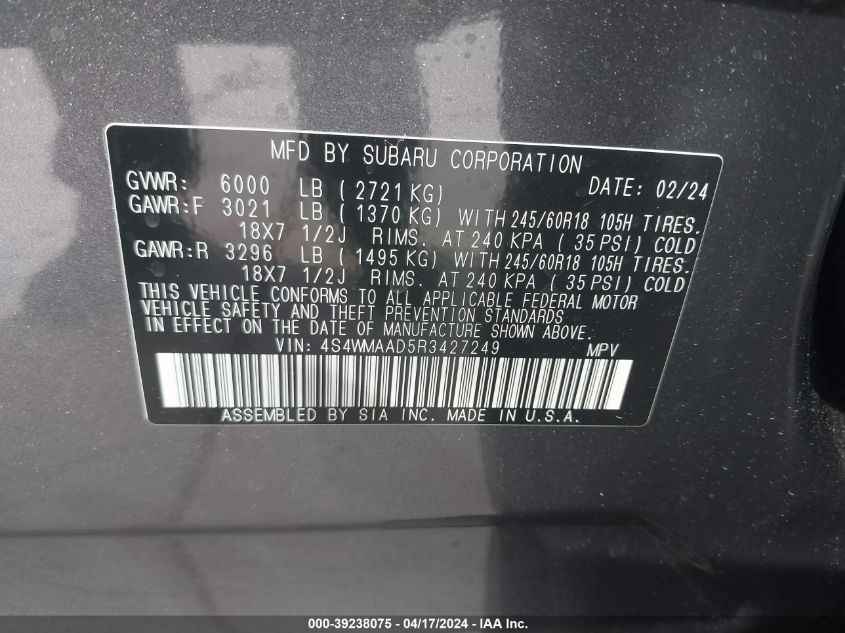 MFD BY SUBARU CORPORATION
GVWR: 6000 LB ( 2721 KG) DATE: 02/24
GAWR:F 3021 LB ( 1370 KG) WITH 245/60R18 105H TIRES.
18X7 1/2J RIMS. AT 240 KPA ( 35 PSI) COLD
GAWR:R 3296 LB ( 1495 KG) WITH 245/60R18 105H TIRES.
18X7 1/2J RIMS. AT 240 KPA ( 35 PSI) COLD
THIS VEHICLE CONFORMS TO ALL APPLICABLE FEDERAL MOTOR
VEHICLE SAFETY AND THEFT PREVENTION STANDARDS
IN EFFECT ON THE DATE OF MANUFACTURE SHOWN ABOVE.
VIN: 4S4WMAAD5R3427249 MPV
ASSEMBLED BY SIA INC. MADE IN U.S.A.
000-39238075 - 04/17/2024 - IAA Inc.